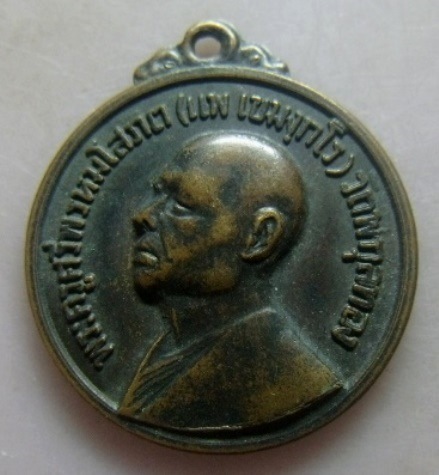 พระครูศรีพรหมโสภิต (แพ เขมงฺกโร) วัดพิกุลทอง